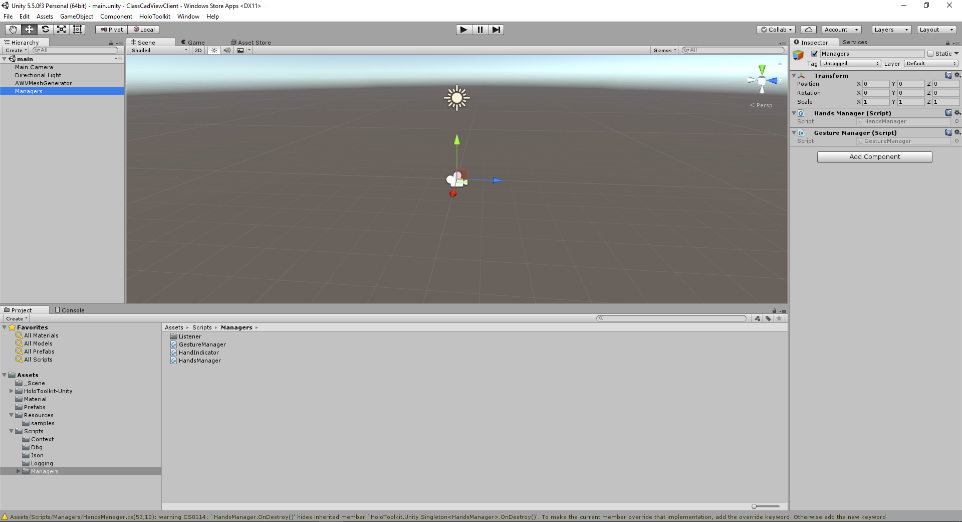 Unity 5.5.0f3 Personal (64bit) - main.unity - ClassCadViewClient - Windows Store Apps <DX11>
File Edit Assets GameObject Component HoloToolkit Window Help
Pivot Local Collab Account Layers Layout
Hierarchy
Create All
main
Main Camera
Directional Light
AWVMeshGenerator
Managers
Scene Game Asset Store
Shaded 2D Gizmos All
Persp
Inspector Services
Managers Static
Tag Untagged Layer Default
Transform
Position X 0 Y 0 Z 0
Rotation X 0 Y 0 Z 0
Scale X 1 Y 1 Z 1
Hands Manager (Script)
Script HandsManager
Gesture Manager (Script)
Script GestureManager
Add Component
Project Console
Create
Favorites
All Materials
All Models
All Prefabs
All Scripts
Assets
_Scene
HoloToolkit-Unity
Material
Prefabs
Resources
samples
Scripts
Context
Dbg
Json
Logging
Managers
Assets Scripts Managers
Listener
GestureManager
HandIndicator
HandsManager
Assets/Scripts/Managers/HandsManager.cs(53,10): warning CS0114: `HandsManager.OnDestroy()' hides inherited member `HoloToolkit.Unity.Singleton<HandsManager>.OnDestroy()'. To make the current member override that implementation, add the override keyword. Otherwise add the new keyword